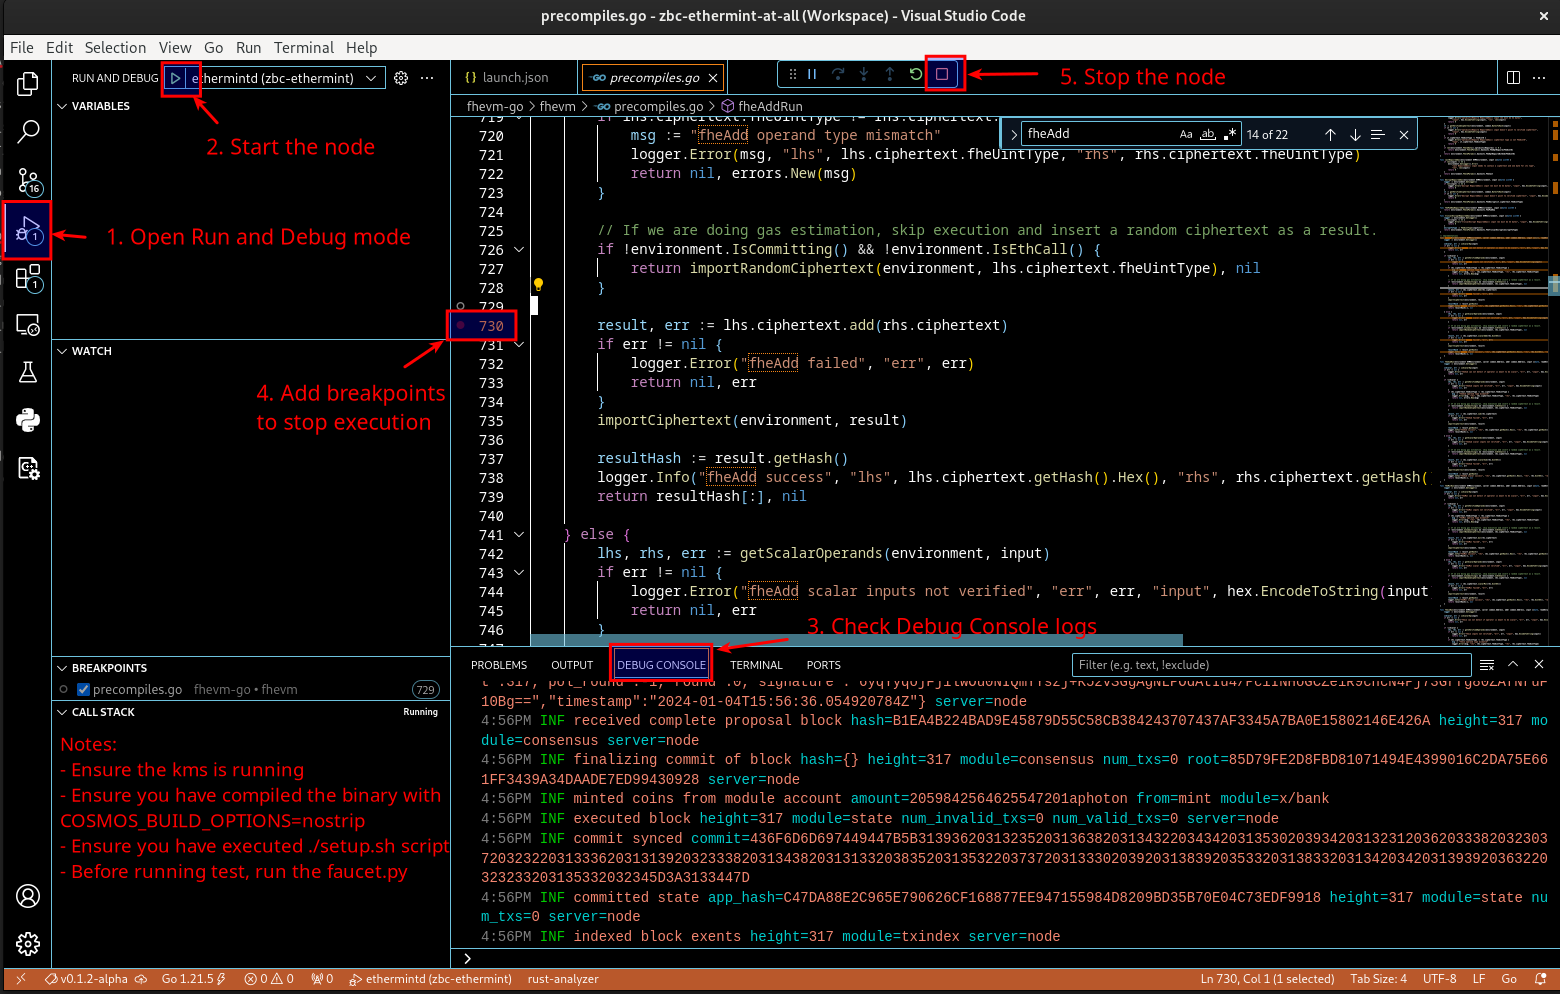 precompiles.go - zbc-ethermint-at-all (Workspace) - Visual Studio Code
File Edit Selection View Go Run Terminal Help
RUN AND DEBUG ethermintd (zbc-ethermint)
launch.json
precompiles.go
5. Stop the node
VARIABLES
2. Start the node
fhevm-go > fhevm > precompiles.go > fheAddRun
fheAdd Aa ab 14 of 22
720 msg := "fheAdd operand type mismatch"
721 logger.Error(msg, "lhs", lhs.ciphertext.fheUintType, "rhs", rhs.ciphertext.fheUintType)
722 return nil, errors.New(msg)
723 }
724
725 // If we are doing gas estimation, skip execution and insert a random ciphertext as a result.
726 if !environment.IsCommitting() && !environment.IsEthCall() {
727 return importRandomCiphertext(environment, lhs.ciphertext.fheUintType), nil
728 }
729
730 result, err := lhs.ciphertext.add(rhs.ciphertext)
731 if err != nil {
732 logger.Error("fheAdd failed", "err", err)
733 return nil, err
734 }
735 importCiphertext(environment, result)
736
737 resultHash := result.getHash()
738 logger.Info("fheAdd success", "lhs", lhs.ciphertext.getHash().Hex(), "rhs", rhs.ciphertext.getHash(
739 return resultHash[:], nil
740
741 } else {
742 lhs, rhs, err := getScalarOperands(environment, input)
743 if err != nil {
744 logger.Error("fheAdd scalar inputs not verified", "err", err, "input", hex.EncodeToString(input
745 return nil, err
746 }
16
1. Open Run and Debug mode
1
1
WATCH
4. Add breakpoints
to stop execution
3. Check Debug Console logs
BREAKPOINTS
precompiles.go fhevm-go • fhevm 729
CALL STACK Running
Notes:
- Ensure the kms is running
- Ensure you have compiled the binary with
COSMOS_BUILD_OPTIONS=nostrip
- Ensure you have executed ./setup.sh script
- Before running test, run the faucet.py
PROBLEMS OUTPUT DEBUG CONSOLE TERMINAL PORTS Filter (e.g. text, !exclude)
10Bg==","timestamp":"2024-01-04T15:56:36.054920784Z"} server=node
4:56PM INF received complete proposal block hash=B1EA4B224BAD9E45879D55C58CB384243707437AF3345A7BA0E15802146E426A height=317 mo
dule=consensus server=node
4:56PM INF finalizing commit of block hash={} height=317 module=consensus num_txs=0 root=85D79FE2D8FBD81071494E4399016C2DA75E66
1FF3439A34DAADE7ED99430928 server=node
4:56PM INF minted coins from module account amount=2059842564625547201aphoton from=mint module=x/bank
4:56PM INF executed block height=317 module=state num_invalid_txs=0 num_valid_txs=0 server=node
4:56PM INF commit synced commit=436F6D6D697449447B5B3139362031323520313638203134322034342031353020393420313231203620333820323037203232203133362031313920323338203134382031313320383520313532203737203133302039203138392035332031383320313420342031393920363220
323233203135332032345D3A3133447D
4:56PM INF committed state app_hash=C47DA88E2C965E790626CF168877EE947155984D8209BD35B70E04C73EDF9918 height=317 module=state nu
m_txs=0 server=node
4:56PM INF indexed block exents height=317 module=txindex server=node
>
v0.1.2-alpha Go 1.21.5 0 0 0 ethermintd (zbc-ethermint) rust-analyzer Ln 730, Col 1 (1 selected) Tab Size: 4 UTF-8 LF Go